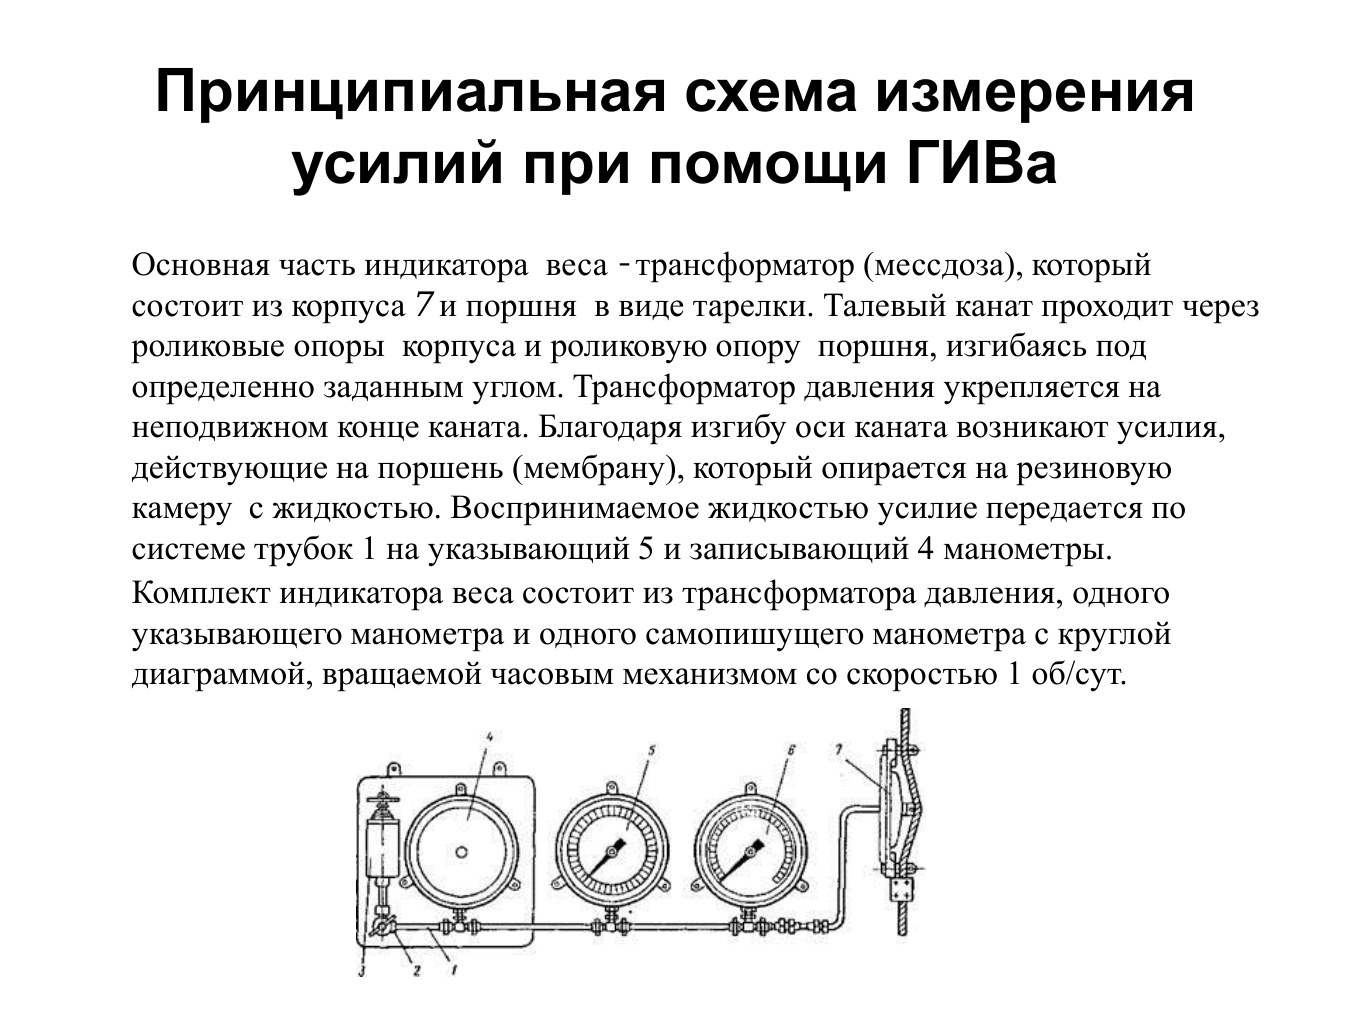 Принципиальная схема измерения
усилий при помощи ГИВа
Основная часть индикатора веса - трансформатор (мессдоза), который
состоит из корпуса 7 и поршня в виде тарелки. Талевый канат проходит через
роликовые опоры корпуса и роликовую опору поршня, изгибаясь под
определенно заданным углом. Трансформатор давления укрепляется на
неподвижном конце каната. Благодаря изгибу оси каната возникают усилия,
действующие на поршень (мембрану), который опирается на резиновую
камеру с жидкостью. Воспринимаемое жидкостью усилие передается по
системе трубок 1 на указывающий 5 и записывающий 4 манометры.
Комплект индикатора веса состоит из трансформатора давления, одного
указывающего манометра и одного самопишущего манометра с круглой
диаграммой, вращаемой часовым механизмом со скоростью 1 об/сут.
4 5 6 7
3 2 1